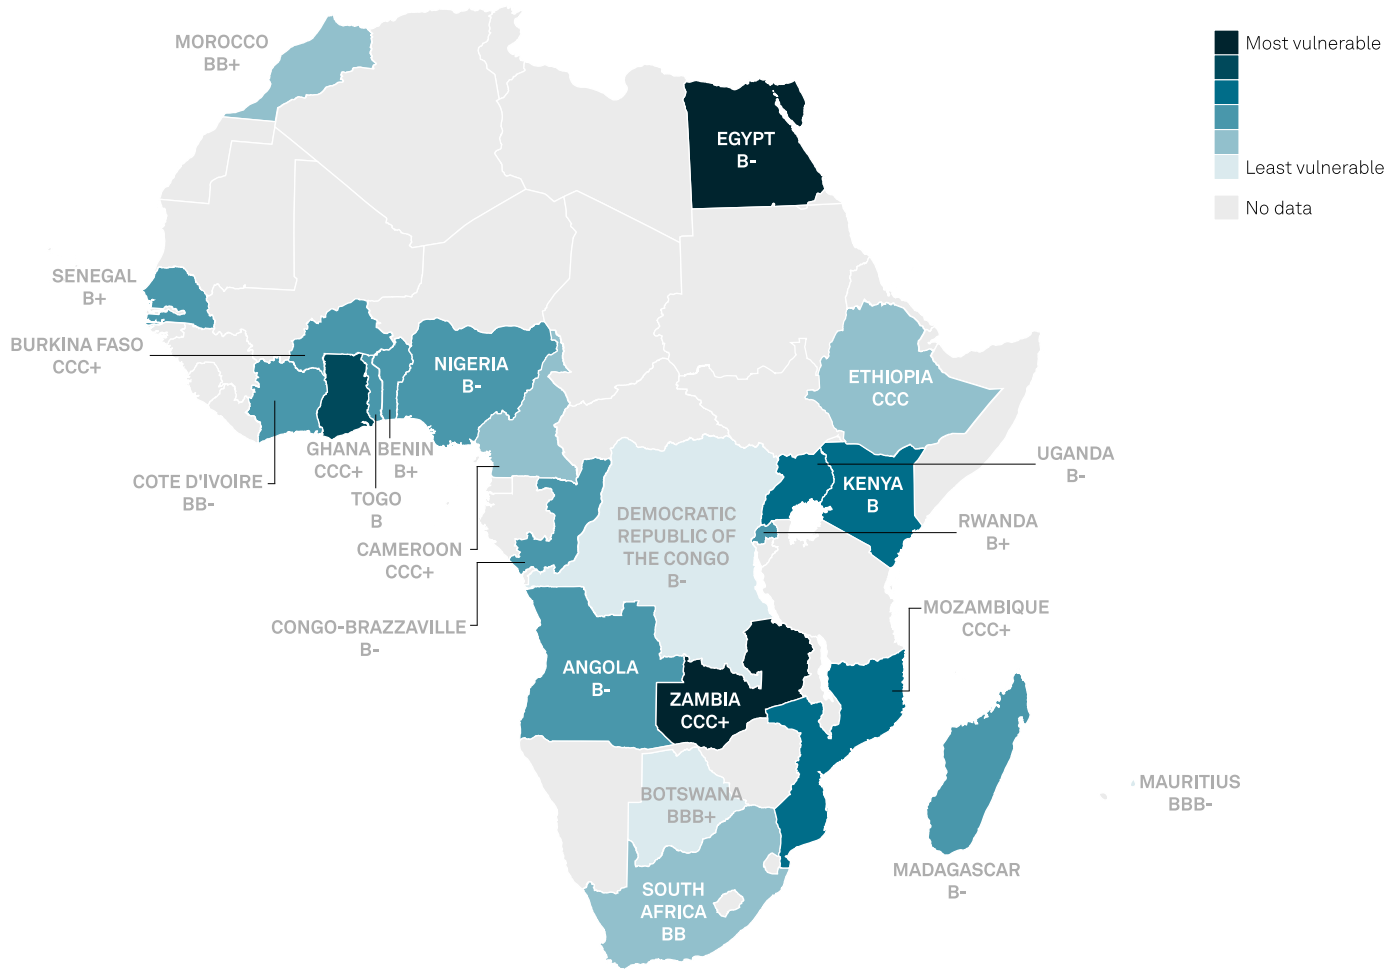 MOROCCO
BB+
Most vulnerable
Least vulnerable
No data
EGYPT
B-
SENEGAL
B+
BURKINA FASO
CCC+
NIGERIA
B-
ETHIOPIA
CCC
GHANA
CCC+
BENIN
B+
COTE D'IVOIRE
BB-
TOGO
B
UGANDA
B-
KENYA
B
DEMOCRATIC
REPUBLIC OF
THE CONGO
B-
RWANDA
B+
CAMEROON
CCC+
MOZAMBIQUE
CCC+
CONGO-BRAZZAVILLE
B-
ANGOLA
B-
ZAMBIA
CCC+
BOTSWANA
BBB+
MAURITIUS
BBB-
MADAGASCAR
B-
SOUTH
AFRICA
BB